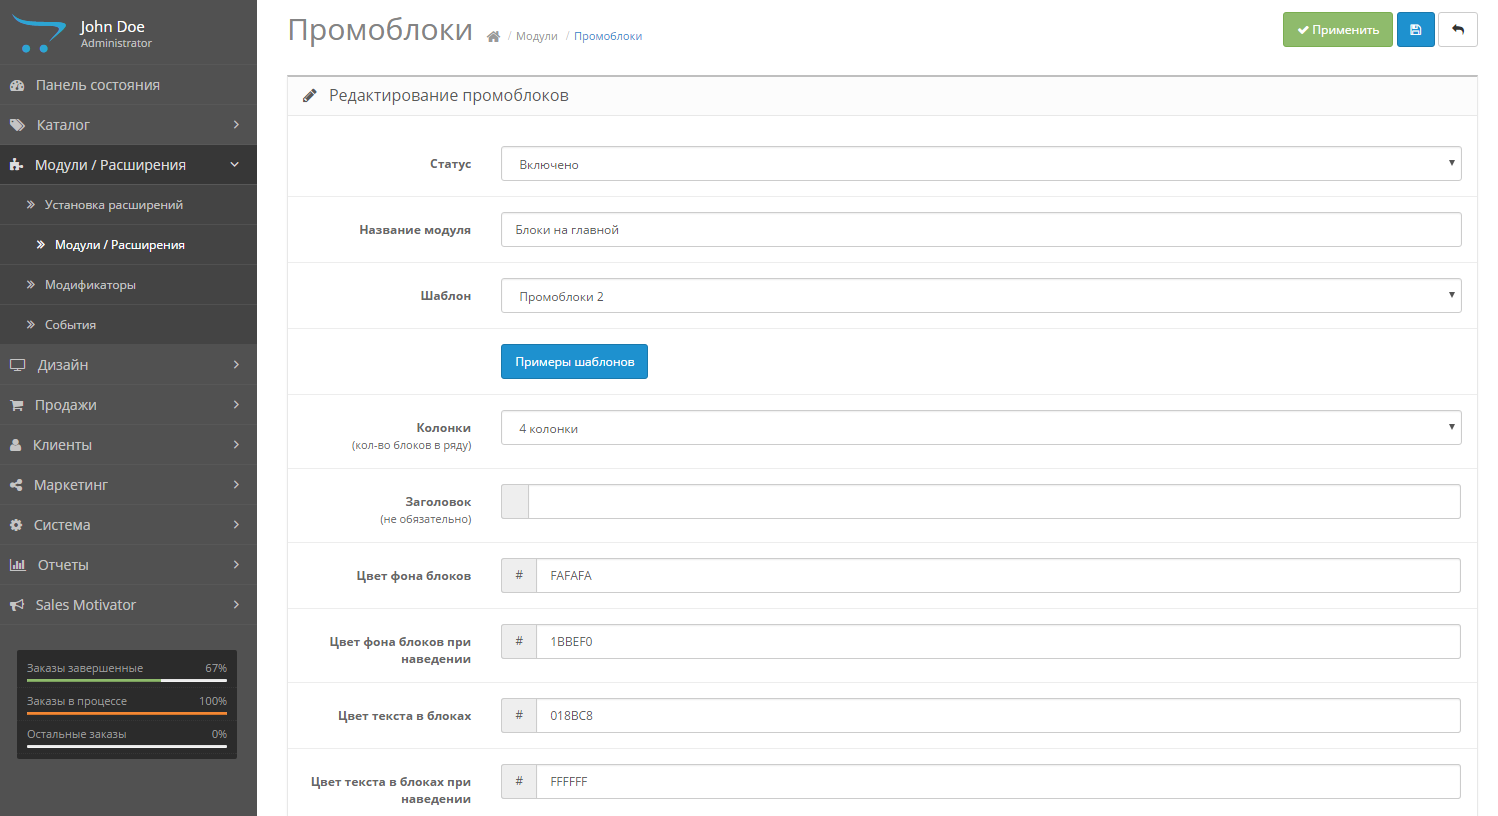 John Doe
Administrator
Панель состояния
Каталог
Модули / Расширения
Установка расширений
Модули / Расширения
Модификаторы
События
Дизайн
Продажи
Клиенты
Маркетинг
Система
Отчеты
Sales Motivator
Заказы завершенные 67%
Заказы в процессе 100%
Остальные заказы 0%
Промоблоки / Модули / Промоблоки
Применить
Редактирование промоблоков
Статус Включено
Название модуля Блоки на главной
Шаблон Промоблоки 2
Примеры шаблонов
Колонки 4 колонки
(кол-во блоков в ряду)
Заголовок
(не обязательно)
Цвет фона блоков # FAFAFA
Цвет фона блоков при # 1BBEF0
наведении
Цвет текста в блоках # 018BC8
Цвет текста в блоках при # FFFFFF
наведении